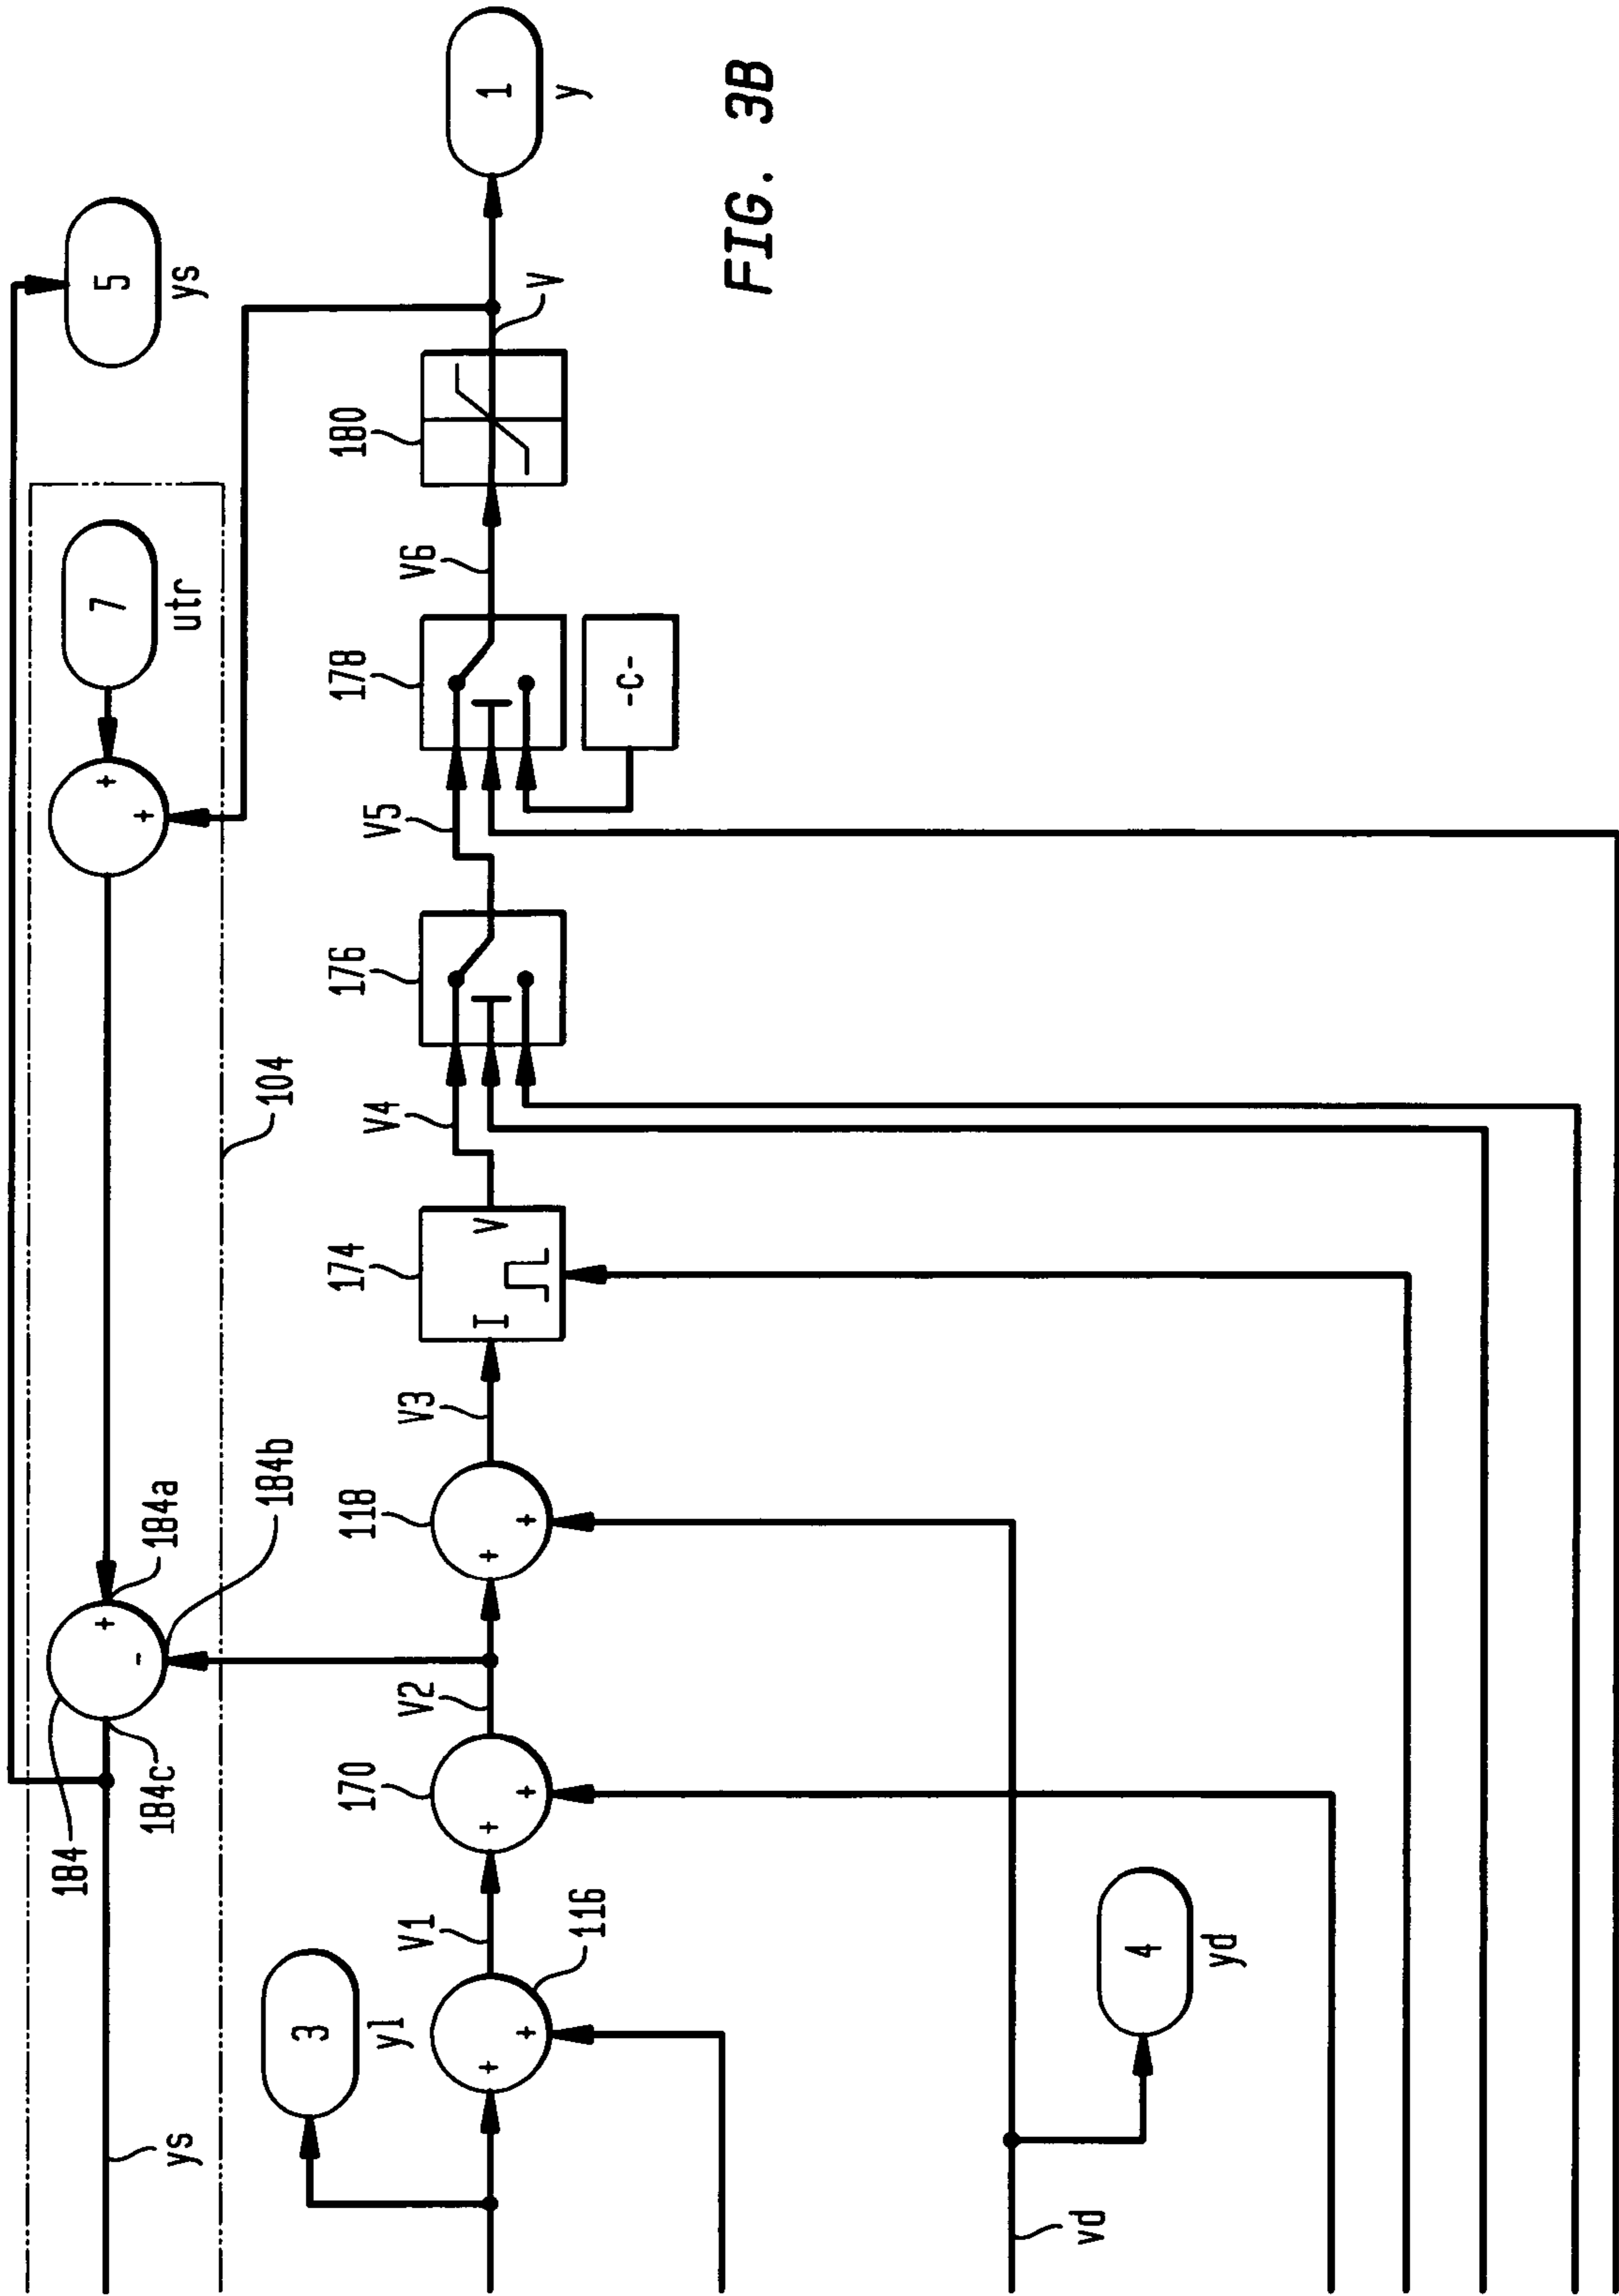 5
ys
7
utr
+
+
104
184a
+
-
184b
184
184c
ys
1
y
V
180
V6
178
-C-
V5
176
V4
174
I
V
V3
118
+
+
V2
170
+
+
V1
116
+
+
3
y1
4
yd
vd
FIG. 3B